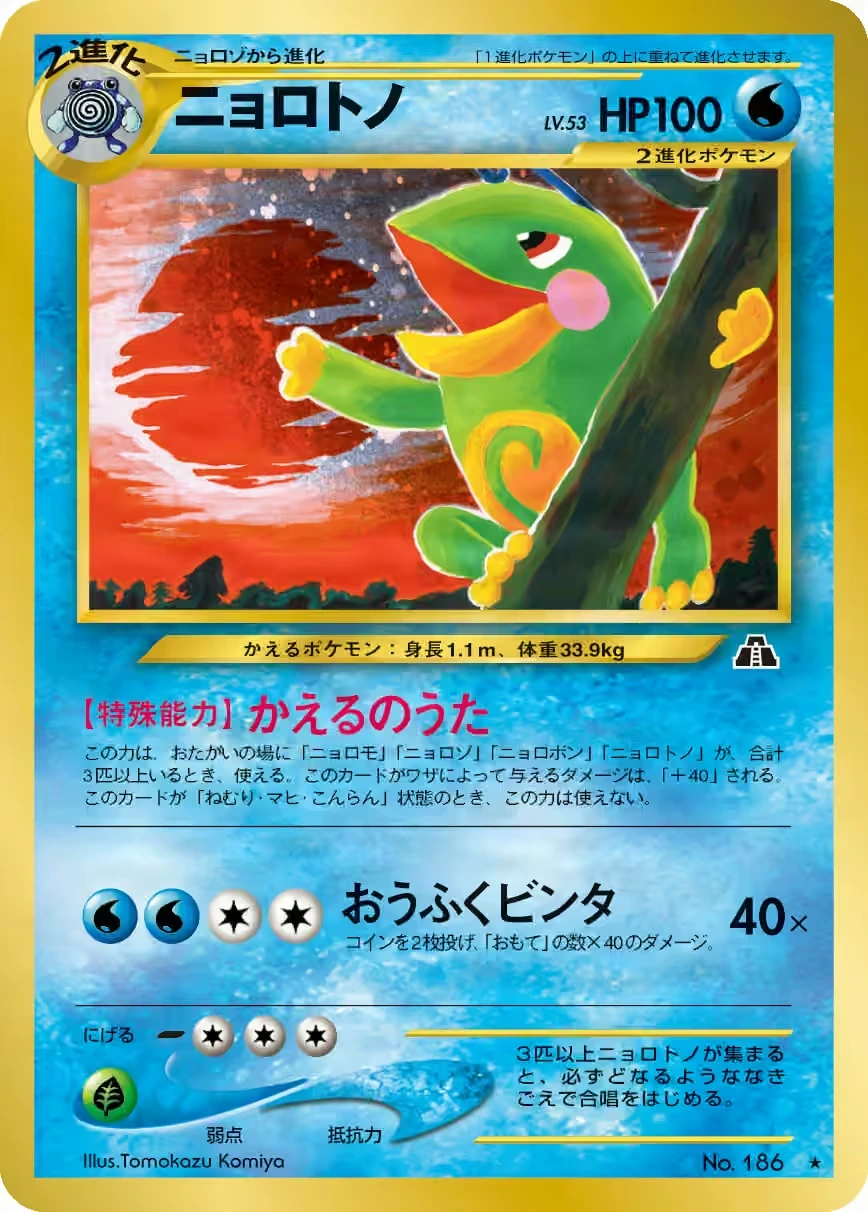 2進化
ニョロゾから進化
「1進化ポケモン」の上に重ねて進化させます。
ニョロトノ
LV.53 HP100
2進化ポケモン
かえるポケモン：身長1.1m、体重33.9kg
【特殊能力】かえるのうた
この力は、おたがいの場に「ニョロモ」「ニョロゾ」「ニョロボン」「ニョロトノ」が、合計
3匹以上いるとき、使える。このカードがワザによって与えるダメージは、「＋40」される。
このカードが「ねむり・マヒ・こんらん」状態のとき、この力は使えない。
おうふくビンタ
40×
コインを2枚投げ、「おもて」の数×40のダメージ。
にげる
3匹以上ニョロトノが集まる
と、必ずどなるようななき
ごえで合唱をはじめる。
弱点
抵抗力
Illus.Tomokazu Komiya
No. 186 ★